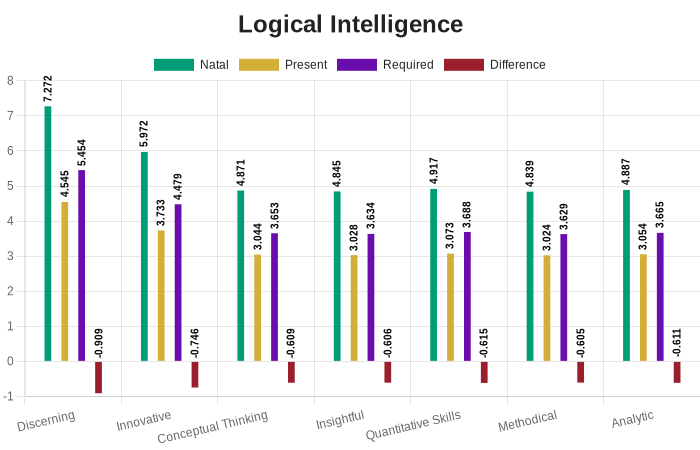 Logical Intelligence
Natal Present Required Difference
8
7
6
5
4
3
2
1
0
-1
7.272 4.545 5.454 -0.909
5.972 3.733 4.479 -0.746
4.871 3.044 3.653 -0.609
4.845 3.028 3.634 -0.606
4.917 3.073 3.688 -0.615
4.839 3.024 3.629 -0.605
4.887 3.054 3.665 -0.611
Discerning Innovative Conceptual Thinking Insightful Quantitative Skills Methodical Analytic